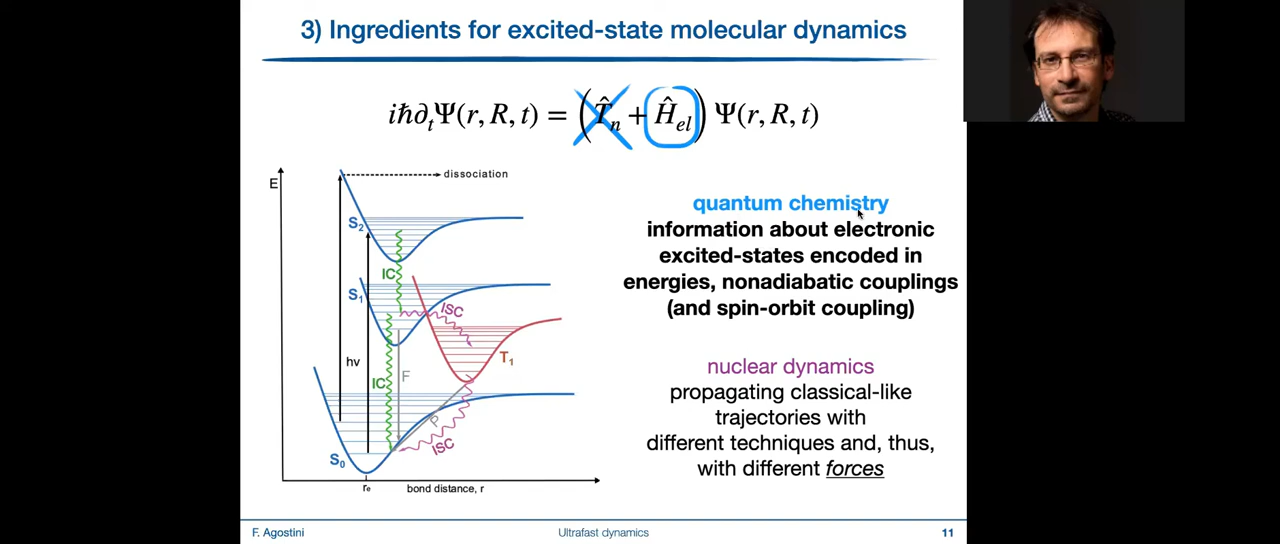 3) Ingredients for excited-state molecular dynamics
iħ∂ₜΨ(r, R, t) = (T̂ₙ + Ĥₑₗ) Ψ(r, R, t)
E
dissociation
S₂
IC
S₁
ISC
hν
IC
F
T₁
P
ISC
S₀
rₑ
bond distance, r
quantum chemistry
information about electronic
excited-states encoded in
energies, nonadiabatic couplings
(and spin-orbit coupling)
nuclear dynamics
propagating classical-like
trajectories with
different techniques and, thus,
with different forces
F. Agostini
Ultrafast dynamics
11